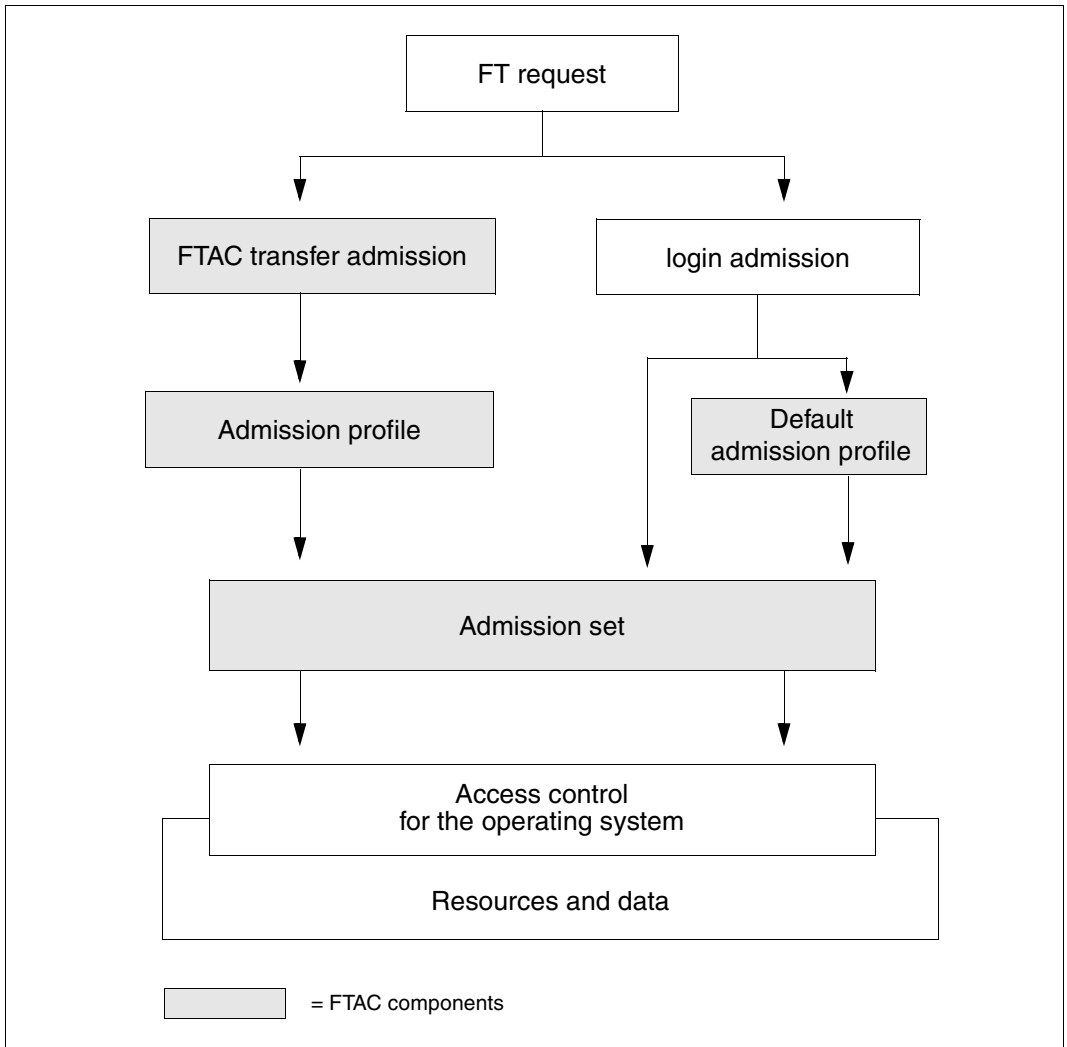 FT request
FTAC transfer admission
login admission
Admission profile
Default
admission profile
Admission set
Access control
for the operating system
Resources and data
= FTAC components